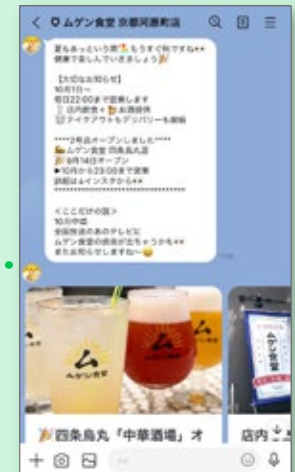 ムゲン食堂 京都河原町店
夏もあっという間もうすぐ秋ですね
健康で楽しんでいきましょう
【大切なお知らせ】
10月1日〜
毎日22:00まで営業します
店内飲食+お酒提供
テイクアウトもデリバリーも継続
****2号店オープンしました****
ムゲン食堂 四条烏丸店
9月14日オープン
10月から23:00まで営業
詳細は↓インスタから**
＜ここだけの話＞
10月中頃
全国放送のあのテレビに
ムゲン食堂の商売が出ちゃうかも
またお知らせしますね〜
ム
ムゲン食堂
ム
ムゲン食堂
四条烏丸「中華酒場」オ
店内